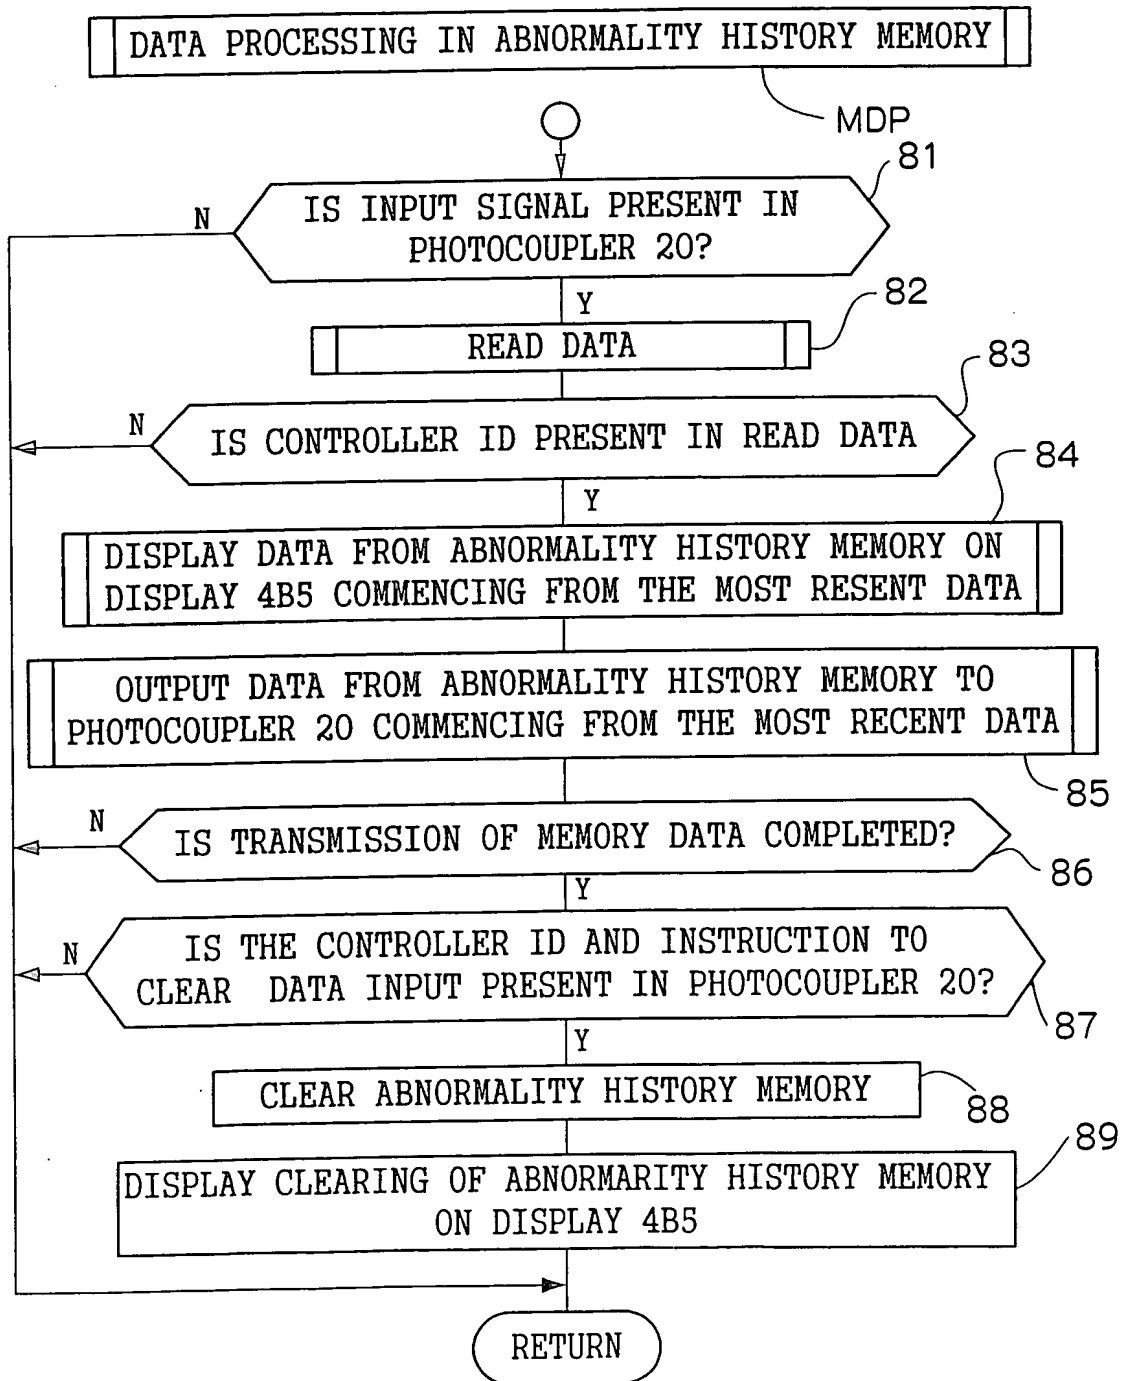 DATA PROCESSING IN ABNORMALITY HISTORY MEMORY
MDP
81
IS INPUT SIGNAL PRESENT IN
PHOTOCOUPLER 20?
N
Y
82
READ DATA
83
N
IS CONTROLLER ID PRESENT IN READ DATA
84
Y
DISPLAY DATA FROM ABNORMALITY HISTORY MEMORY ON
DISPLAY 4B5 COMMENCING FROM THE MOST RESENT DATA
OUTPUT DATA FROM ABNORMALITY HISTORY MEMORY TO
PHOTOCOUPLER 20 COMMENCING FROM THE MOST RECENT DATA
85
N
IS TRANSMISSION OF MEMORY DATA COMPLETED?
86
Y
N
IS THE CONTROLLER ID AND INSTRUCTION TO
CLEAR DATA INPUT PRESENT IN PHOTOCOUPLER 20?
87
Y
CLEAR ABNORMALITY HISTORY MEMORY
88
89
DISPLAY CLEARING OF ABNORMARITY HISTORY MEMORY
ON DISPLAY 4B5
RETURN